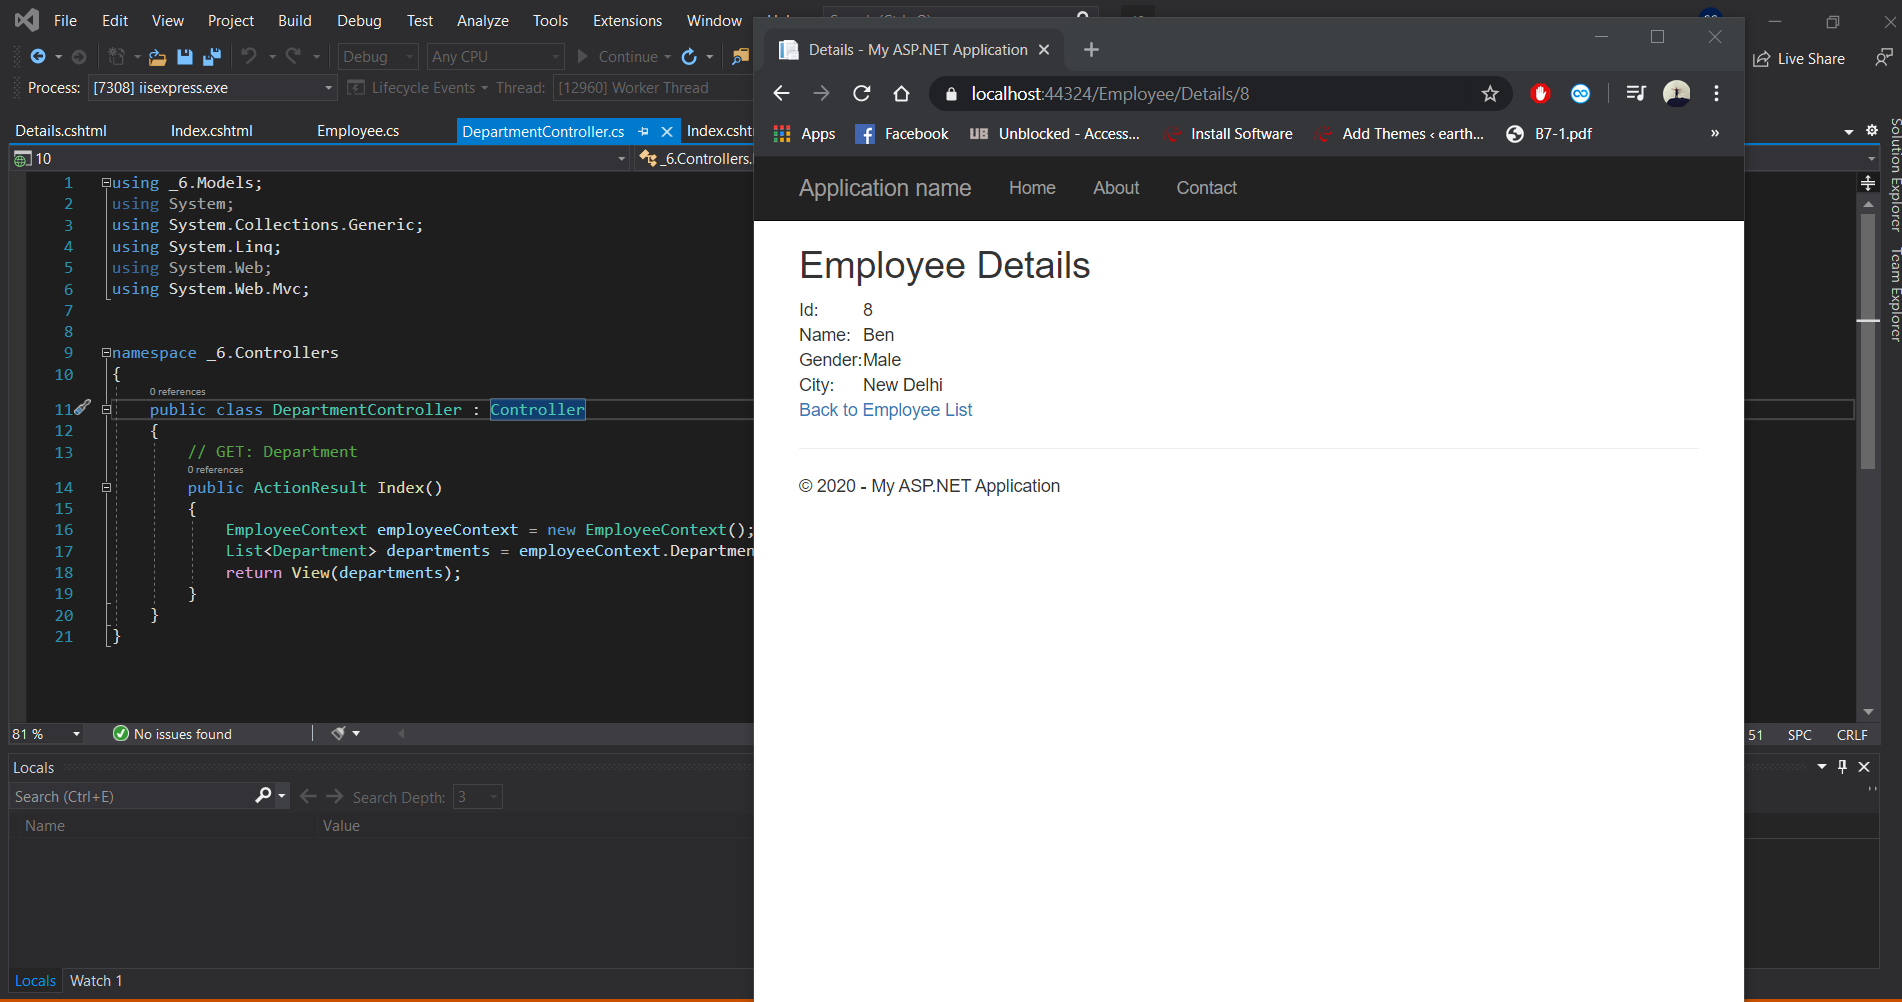 File Edit View Project Build Debug Test Analyze Tools Extensions Window
Debug Any CPU Continue Live Share
Process: [7308] iisexpress.exe Lifecycle Events Thread: [12960] Worker Thread
Details.cshtml Index.cshtml Employee.cs DepartmentController.cs Index.csht
10 _6.Controllers.
1 using _6.Models;
2 using System;
3 using System.Collections.Generic;
4 using System.Linq;
5 using System.Web;
6 using System.Web.Mvc;
7
8
9 namespace _6.Controllers
10 {
0 references
11 public class DepartmentController : Controller
12 {
13 // GET: Department
0 references
14 public ActionResult Index()
15 {
16 EmployeeContext employeeContext = new EmployeeContext();
17 List<Department> departments = employeeContext.Departmen
18 return View(departments);
19 }
20 }
21 }
81 % No issues found
51 SPC CRLF
Locals
Search (Ctrl+E) Search Depth: 3
Name Value
Locals Watch 1
Solution Explorer
Team Explorer
Details - My ASP.NET Application
localhost:44324/Employee/Details/8
Apps Facebook UB Unblocked - Access... Install Software Add Themes ‹ earth... B7-1.pdf »
Application name Home About Contact
Employee Details
Id: 8
Name: Ben
Gender: Male
City: New Delhi
Back to Employee List
© 2020 - My ASP.NET Application